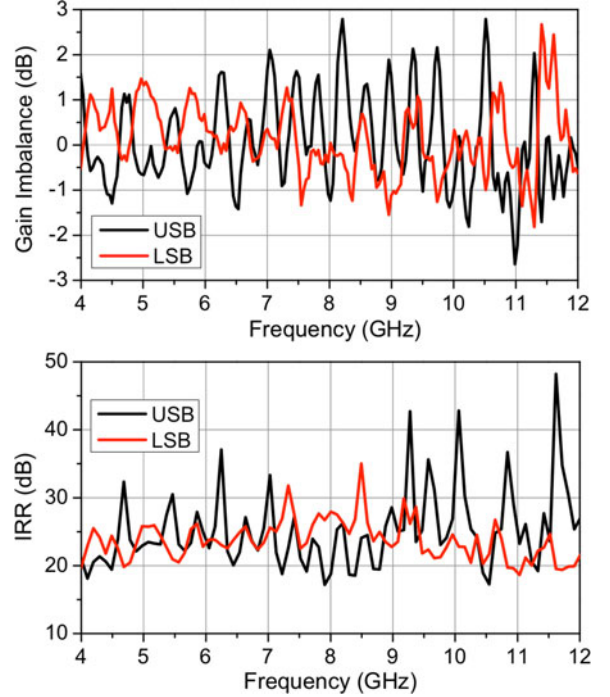 3
2
1
0
-1
-2
-3
Gain Imbalance (dB)
USB
LSB
4 5 6 7 8 9 10 11 12
Frequency (GHz)
50
40
30
20
10
IRR (dB)
USB
LSB
4 5 6 7 8 9 10 11 12
Frequency (GHz)